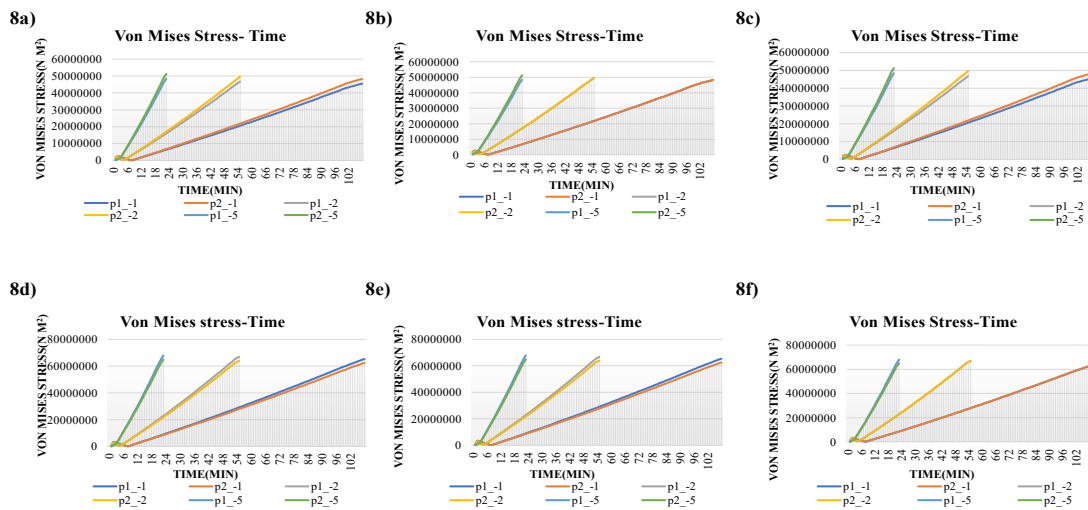 8a)
Von Mises Stress- Time
VON MISES STRESS(N M²)
60000000
50000000
40000000
30000000
20000000
10000000
0
0 6 12 18 24 30 36 42 48 54 60 66 72 78 84 90 96 102
TIME(MIN)
p1_-1 p2_-1 p1_-2
p2_-2 p1_-5 p2_-5
8b)
Von Mises Stress-Time
VON MISES STRESS(N M²)
60000000
50000000
40000000
30000000
20000000
10000000
0
0 6 12 18 24 30 36 42 48 54 60 66 72 78 84 90 96 102
TIME(MIN)
p1_-1 p2_-1 p1_-2
p2_-2 p1_-5 p2_-5
8c)
Von Mises Stress-Time
VON MISES STRESS(N M²)
60000000
50000000
40000000
30000000
20000000
10000000
0
0 6 12 18 24 30 36 42 48 54 60 66 72 78 84 90 96 102
TIME(MIN)
p1_-1 p2_-1 p1_-2
p2_-2 p1_-5 p2_-5
8d)
Von Mises stress-Time
VON MISES STRESS(N M²)
80000000
60000000
40000000
20000000
0
0 6 12 18 24 30 36 42 48 54 60 66 72 78 84 90 96 102
TIME(MIN)
p1_-1 p2_-1 p1_-2
p2_-2 p1_-5 p2_-5
8e)
Von Mises stress-Time
VON MISES STRESS(N M²)
80000000
60000000
40000000
20000000
0
0 6 12 18 24 30 36 42 48 54 60 66 72 78 84 90 96 102
TIME(MIN)
p1_-1 p2_-1 p1_-2
p2_-2 p1_-5 p2_-5
8f)
Von Mises Stress-Time
VON MISES STRESS(N M²)
80000000
60000000
40000000
20000000
0
0 6 12 18 24 30 36 42 48 54 60 66 72 78 84 90 96 102
TIME(MIN)
p1_-1 p2_-1 p1_-2
p2_-2 p1_-5 p2_-5